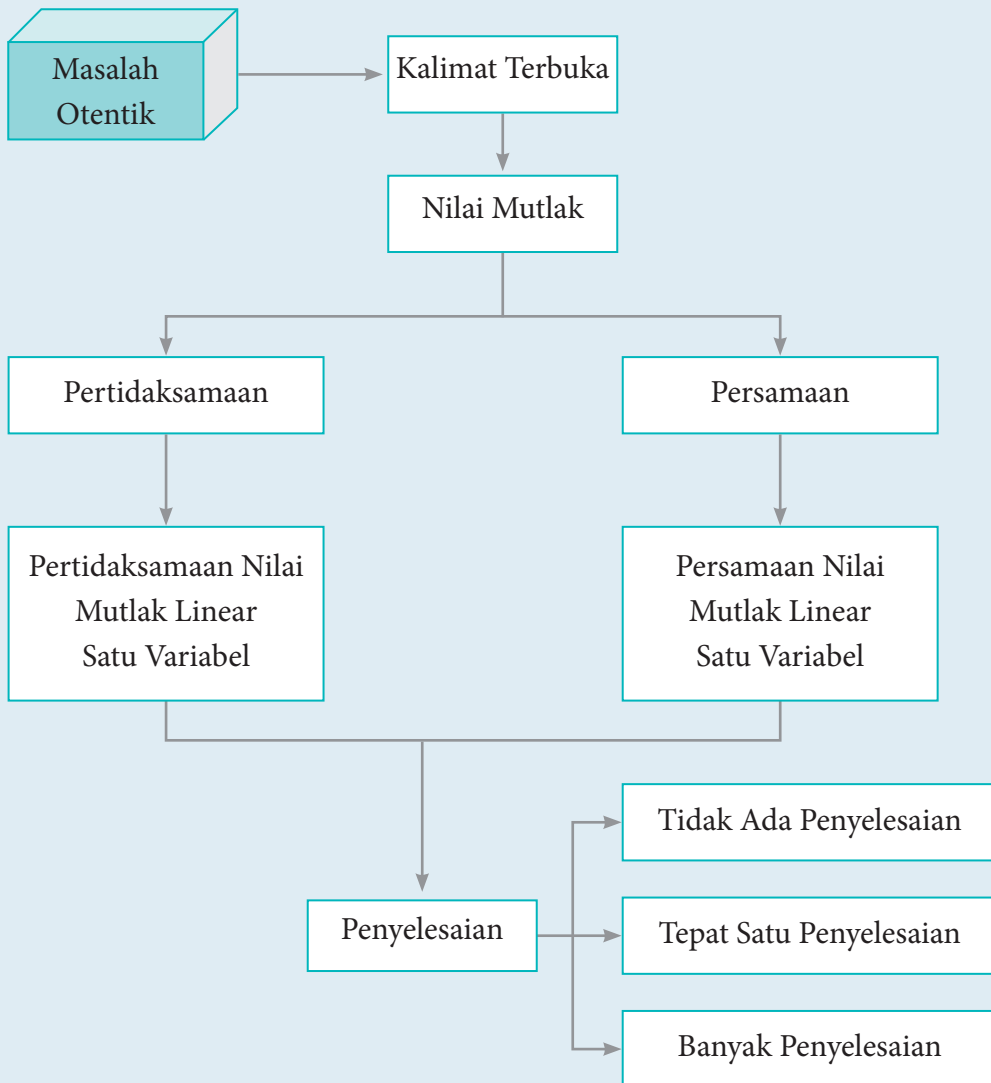 Masalah
Otentik
Kalimat Terbuka
Nilai Mutlak
Pertidaksamaan
Persamaan
Pertidaksamaan Nilai
Mutlak Linear
Satu Variabel
Persamaan Nilai
Mutlak Linear
Satu Variabel
Penyelesaian
Tidak Ada Penyelesaian
Tepat Satu Penyelesaian
Banyak Penyelesaian